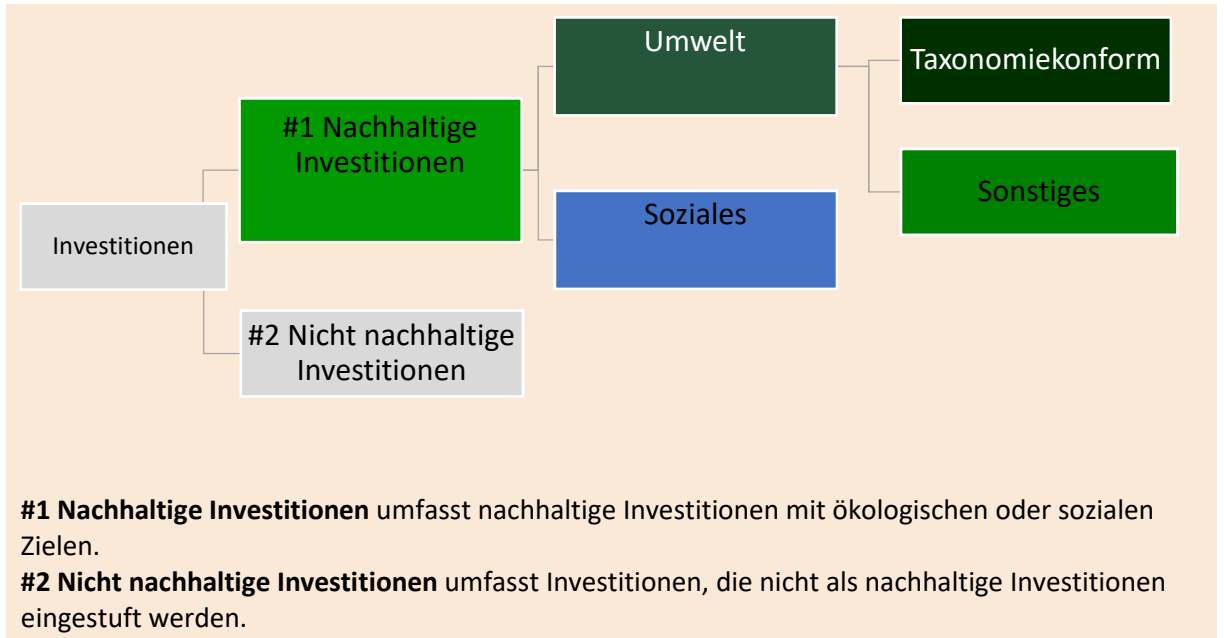 Umwelt
Taxonomiekonform
#1 Nachhaltige
Investitionen
Sonstiges
Soziales
Investitionen
#2 Nicht nachhaltige
Investitionen
#1 Nachhaltige Investitionen umfasst nachhaltige Investitionen mit ökologischen oder sozialen
Zielen.
#2 Nicht nachhaltige Investitionen umfasst Investitionen, die nicht als nachhaltige Investitionen
eingestuft werden.